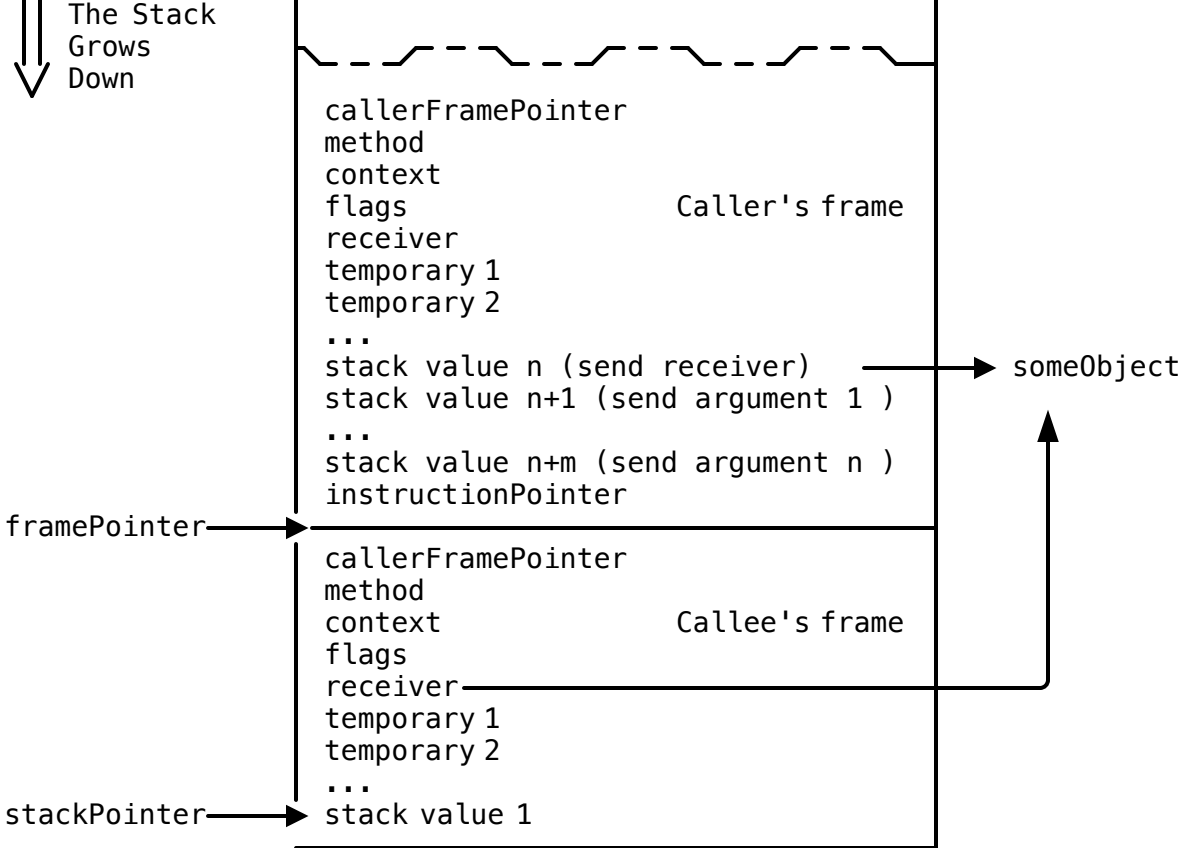 The Stack
Grows
Down
callerFramePointer
method
context
flags Caller's frame
receiver
temporary 1
temporary 2
...
stack value n (send receiver) someObject
stack value n+1 (send argument 1 )
...
stack value n+m (send argument n )
instructionPointer
framePointer
callerFramePointer
method
context Callee's frame
flags
receiver
temporary 1
temporary 2
...
stackPointer stack value 1